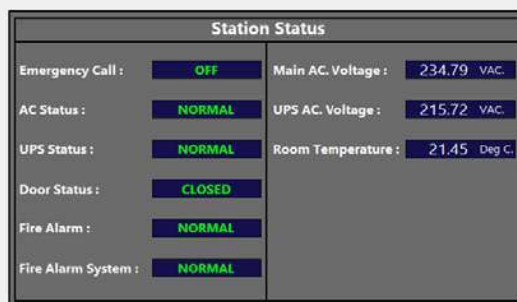 Station Status
Emergency Call : OFF
AC Status : NORMAL
UPS Status : NORMAL
Door Status : CLOSED
Fire Alarm : NORMAL
Fire Alarm System : NORMAL
Main AC. Voltage : 234.79 VAC.
UPS AC. Voltage : 215.72 VAC.
Room Temperature : 21.45 Deg C.